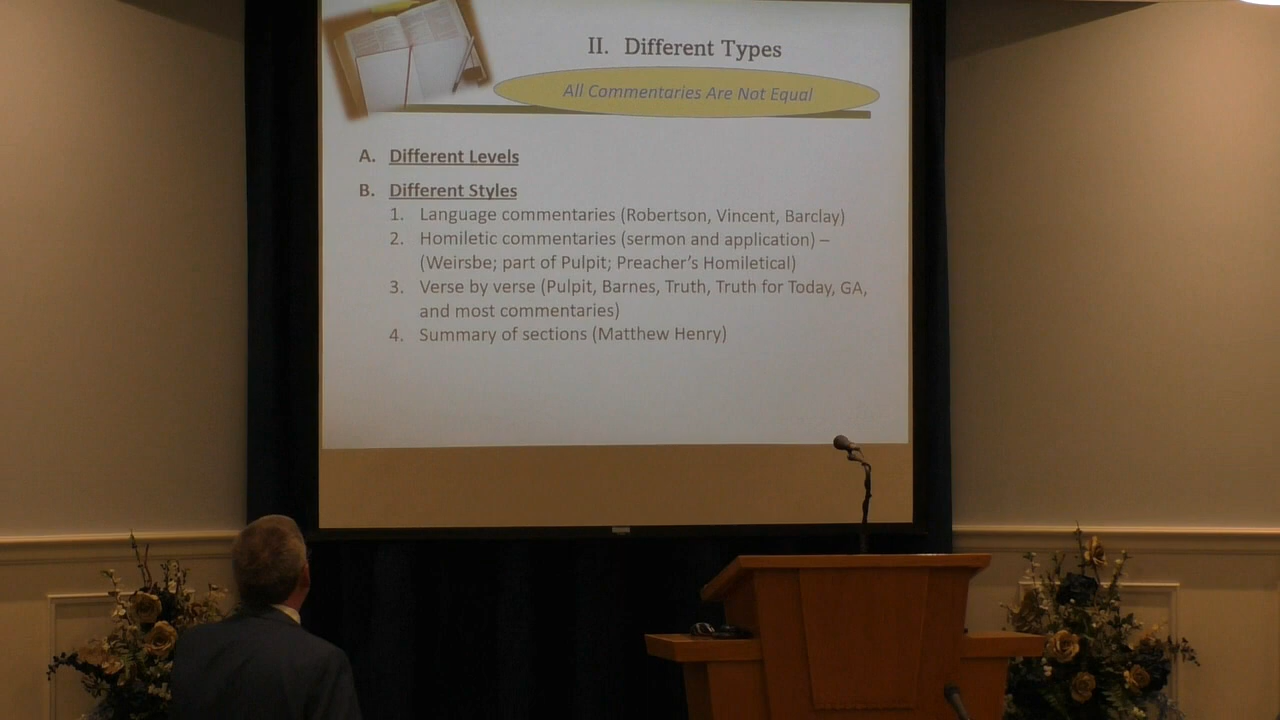 II. Different Types
All Commentaries Are Not Equal
A. Different Levels
B. Different Styles
1. Language commentaries (Robertson, Vincent, Barclay)
2. Homiletic commentaries (sermon and application) –
(Weirsbe; part of Pulpit; Preacher's Homiletical)
3. Verse by verse (Pulpit, Barnes, Truth, Truth for Today, GA,
and most commentaries)
4. Summary of sections (Matthew Henry)